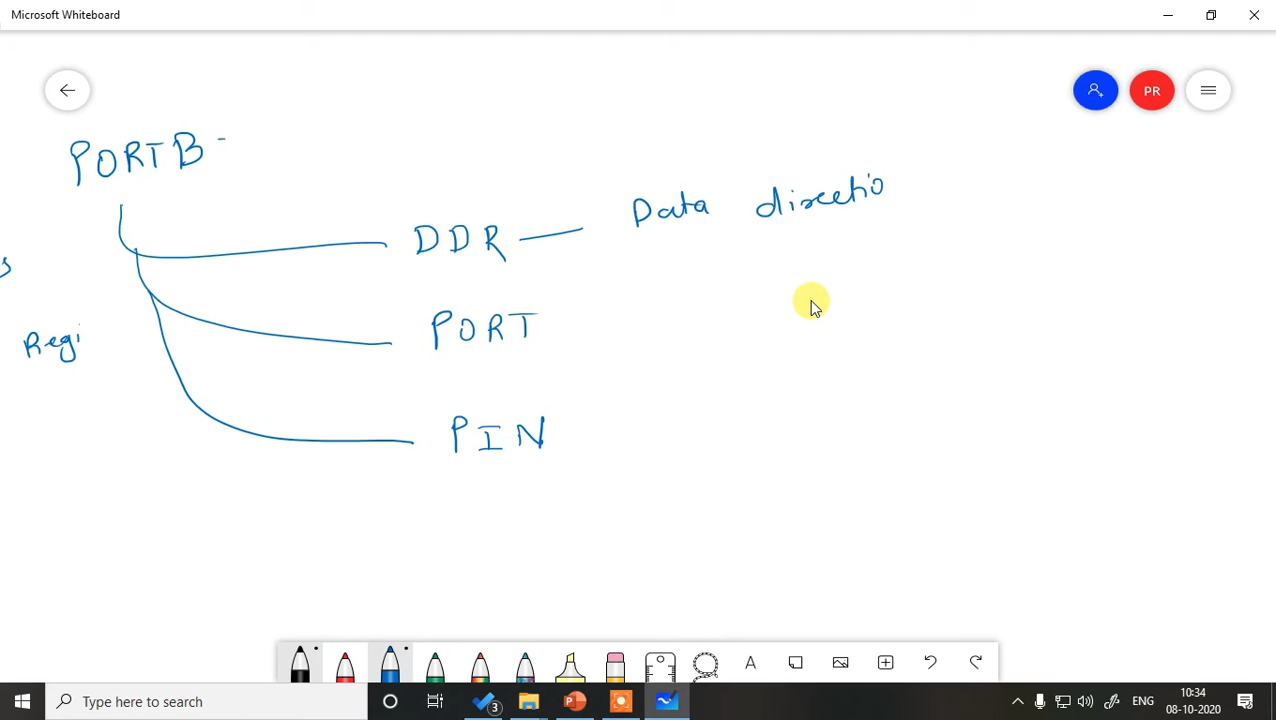 Microsoft Whiteboard
PR
PORTB -
DDR — Data directio
Regi
PORT
PIN
A
3
Type here to search
ENG
10:34
08-10-2020